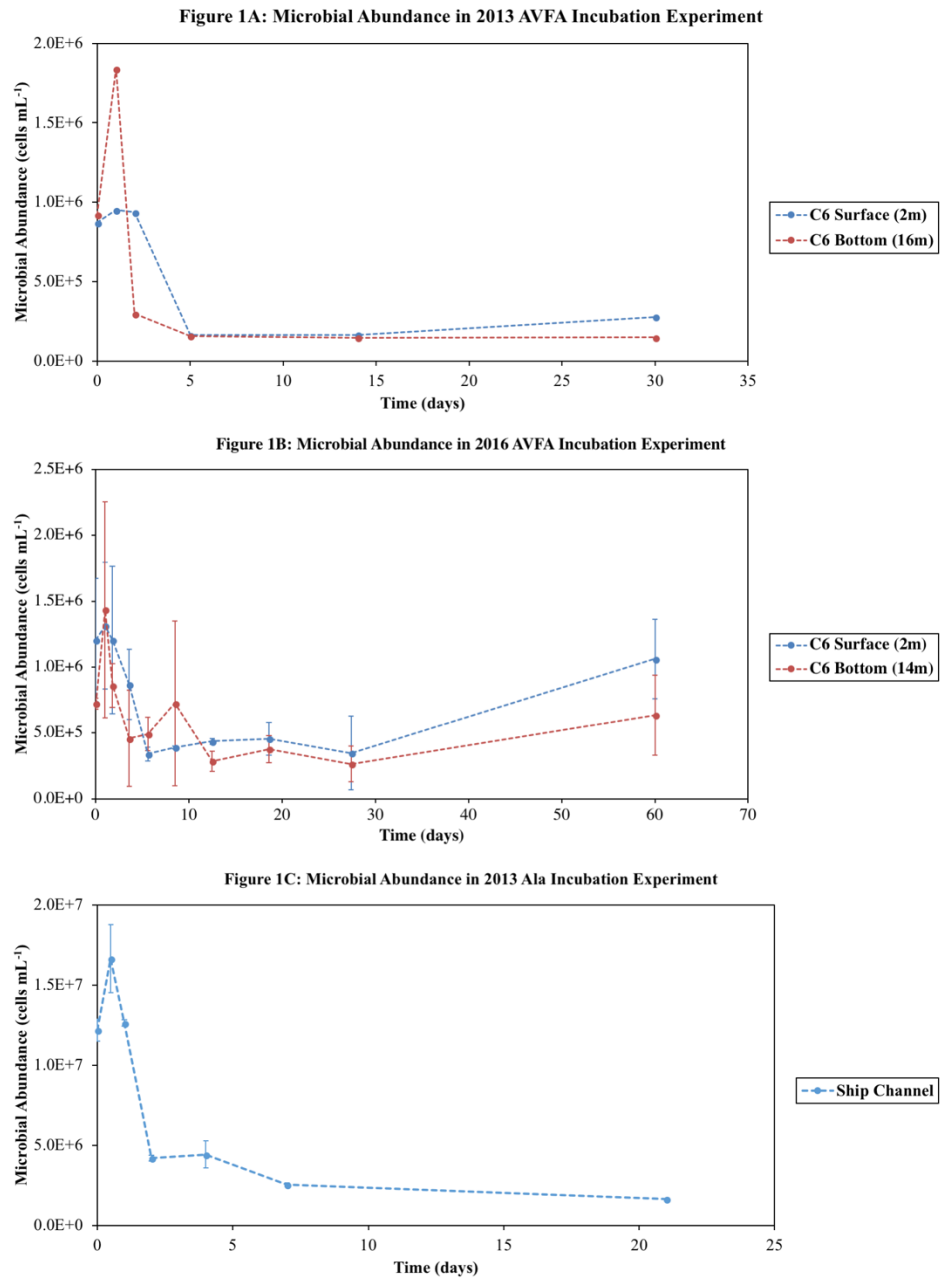 Figure 1A: Microbial Abundance in 2013 AVFA Incubation Experiment
Microbial Abundance (cells mL-1)
2.0E+6
1.5E+6
1.0E+6
5.0E+5
0.0E+0
0 5 10 15 20 25 30 35
Time (days)
C6 Surface (2m)
C6 Bottom (16m)
Figure 1B: Microbial Abundance in 2016 AVFA Incubation Experiment
Microbial Abundance (cells mL-1)
2.5E+6
2.0E+6
1.5E+6
1.0E+6
5.0E+5
0.0E+0
0 10 20 30 40 50 60 70
Time (days)
C6 Surface (2m)
C6 Bottom (14m)
Figure 1C: Microbial Abundance in 2013 Ala Incubation Experiment
Microbial Abundance (cells mL-1)
2.0E+7
1.5E+7
1.0E+7
5.0E+6
0.0E+0
0 5 10 15 20 25
Time (days)
Ship Channel